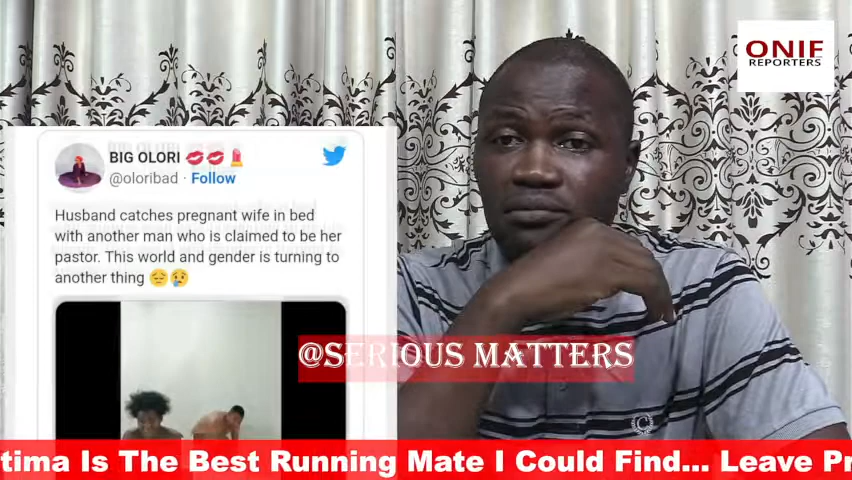 ONIF
REPORTERS
BIG OLORI
@oloribad · Follow
Husband catches pregnant wife in bed
with another man who is claimed to be her
pastor. This world and gender is turning to
another thing 😔😢
@SERIOUS MATTERS
tima Is The Best Running Mate I Could Find... Leave Pr